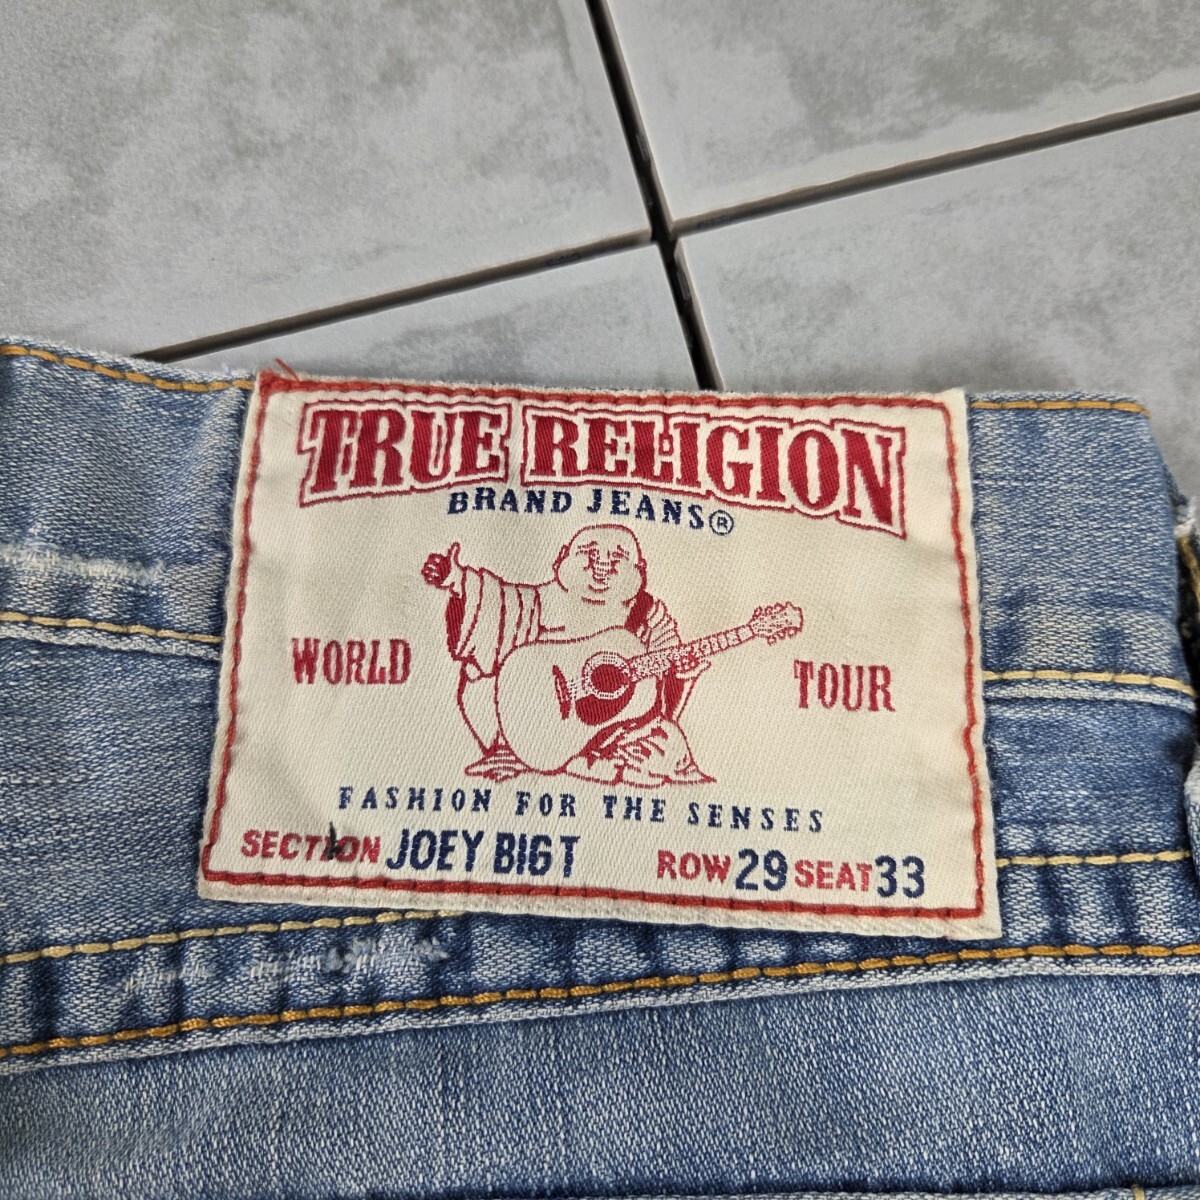 TRUE RELIGION
BRAND JEANS®
WORLD TOUR
FASHION FOR THE SENSES
SECTION JOEY BIG T ROW 29 SEAT 33